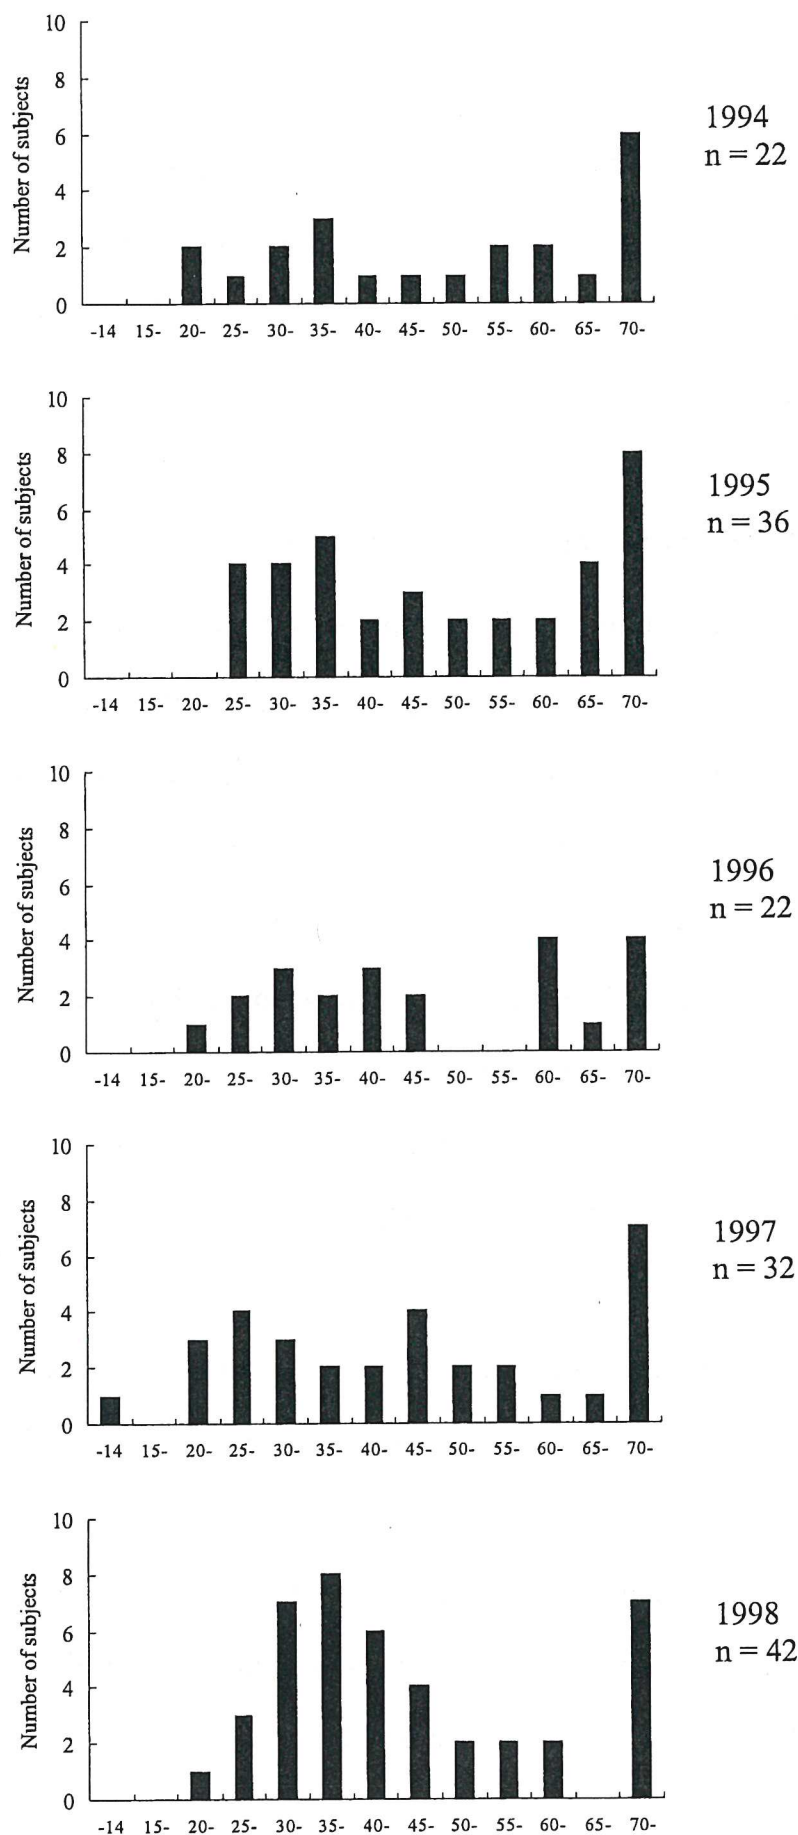 10
8
6
4
2
0
Number of subjects
-14 15- 20- 25- 30- 35- 40- 45- 50- 55- 60- 65- 70-
1994
n = 22
10
8
6
4
2
0
Number of subjects
-14 15- 20- 25- 30- 35- 40- 45- 50- 55- 60- 65- 70-
1995
n = 36
10
8
6
4
2
0
Number of subjects
-14 15- 20- 25- 30- 35- 40- 45- 50- 55- 60- 65- 70-
1996
n = 22
10
8
6
4
2
0
Number of subjects
-14 15- 20- 25- 30- 35- 40- 45- 50- 55- 60- 65- 70-
1997
n = 32
10
8
6
4
2
0
Number of subjects
-14 15- 20- 25- 30- 35- 40- 45- 50- 55- 60- 65- 70-
1998
n = 42